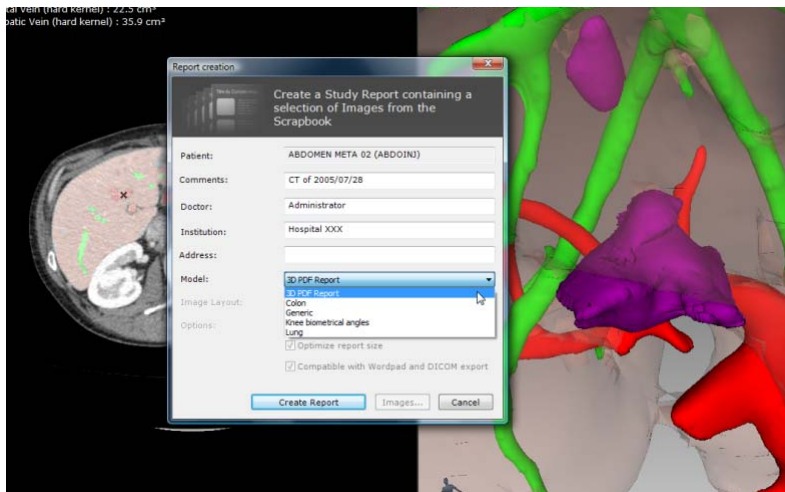 tal Vein (hard kernel) : 22.5 cm³
patic Vein (hard kernel) : 35.9 cm³
Report creation
Create a Study Report containing a
selection of Images from the
Scrapbook
Patient: ABDOMEN META 02 (ABDOINJ)
Comments: CT of 2005/07/28
Doctor: Administrator
Institution: Hospital XXX
Address:
Model: 3D PDF Report
3D PDF Report
Image Layout: Colon
Generic
Options: Knee biometrical angles
Lung
Optimize report size
Compatible with Wordpad and DICOM export
Create Report Images... Cancel